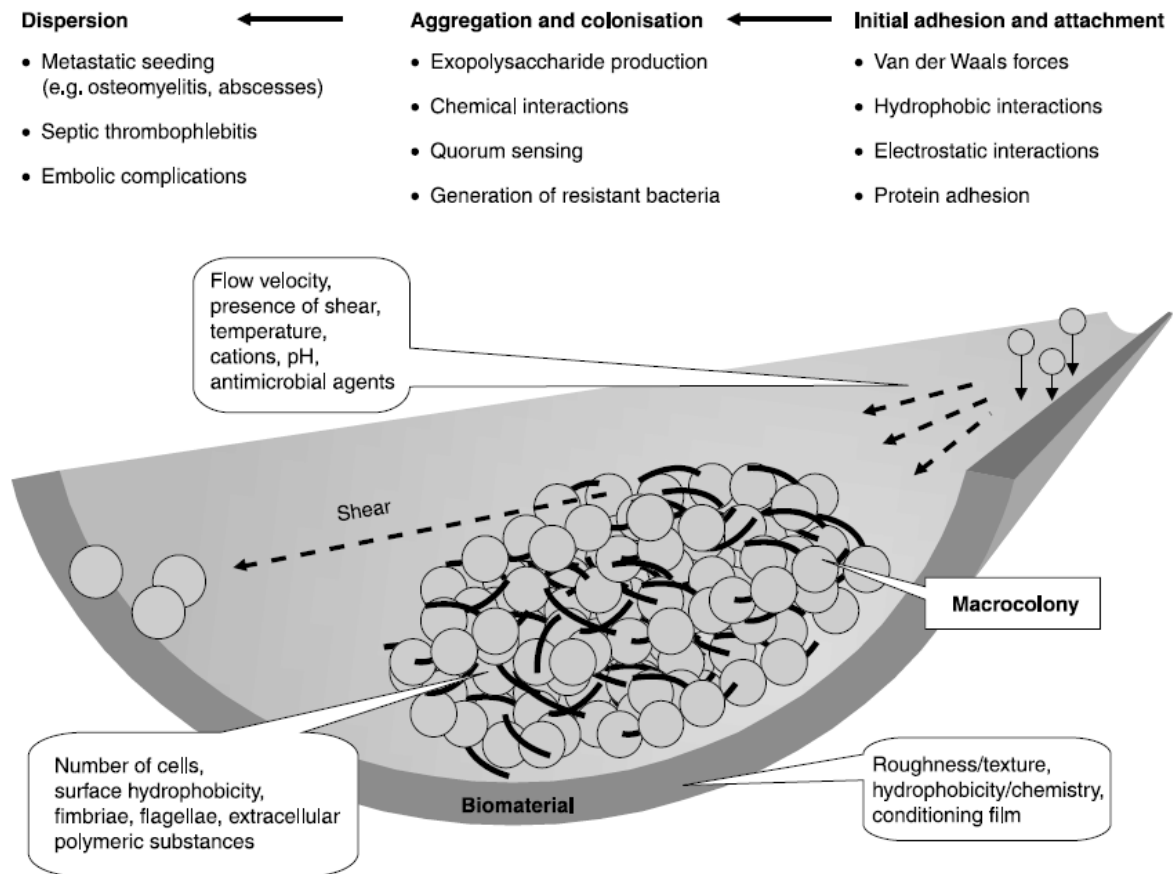 Dispersion
• Metastatic seeding
(e.g. osteomyelitis, abscesses)
• Septic thrombophlebitis
• Embolic complications
Aggregation and colonisation
• Exopolysaccharide production
• Chemical interactions
• Quorum sensing
• Generation of resistant bacteria
Initial adhesion and attachment
• Van der Waals forces
• Hydrophobic interactions
• Electrostatic interactions
• Protein adhesion
Flow velocity,
presence of shear,
temperature,
cations, pH,
antimicrobial agents
Shear
Macrocolony
Number of cells,
surface hydrophobicity,
fimbriae, flagellae, extracellular
polymeric substances
Biomaterial
Roughness/texture,
hydrophobicity/chemistry,
conditioning film